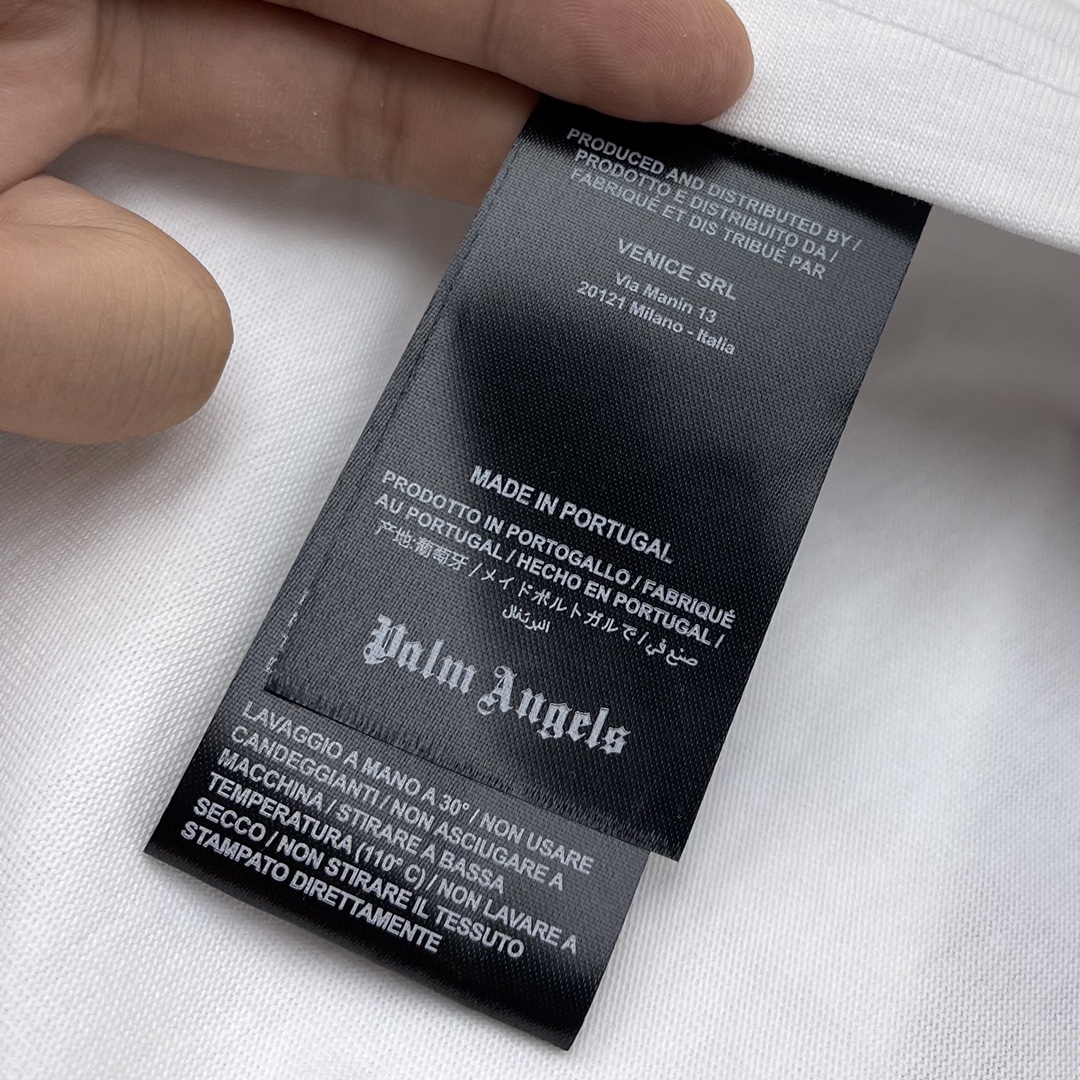 PRODUCED AND DISTRIBUTED BY /
PRODOTTO E DISTRIBUITO DA /
FABRIQUÉ ET DIS TRIBUÉ PAR
VENICE SRL
Via Manin 13
20121 Milano - Italia
MADE IN PORTUGAL
PRODOTTO IN PORTOGALLO / FABRIQUÉ
AU PORTUGAL / HECHO EN PORTUGAL /
产地:葡萄牙 / メイドポルトガルで / صنع في
البرتغال
Palm Angels
LAVAGGIO A MANO A 30° / NON USARE
CANDEGGIANTI / NON ASCIUGARE A
MACCHINA / STIRARE A BASSA
TEMPERATURA (110° C) / NON LAVARE A
SECCO / NON STIRARE IL TESSUTO
STAMPATO DIRETTAMENTE